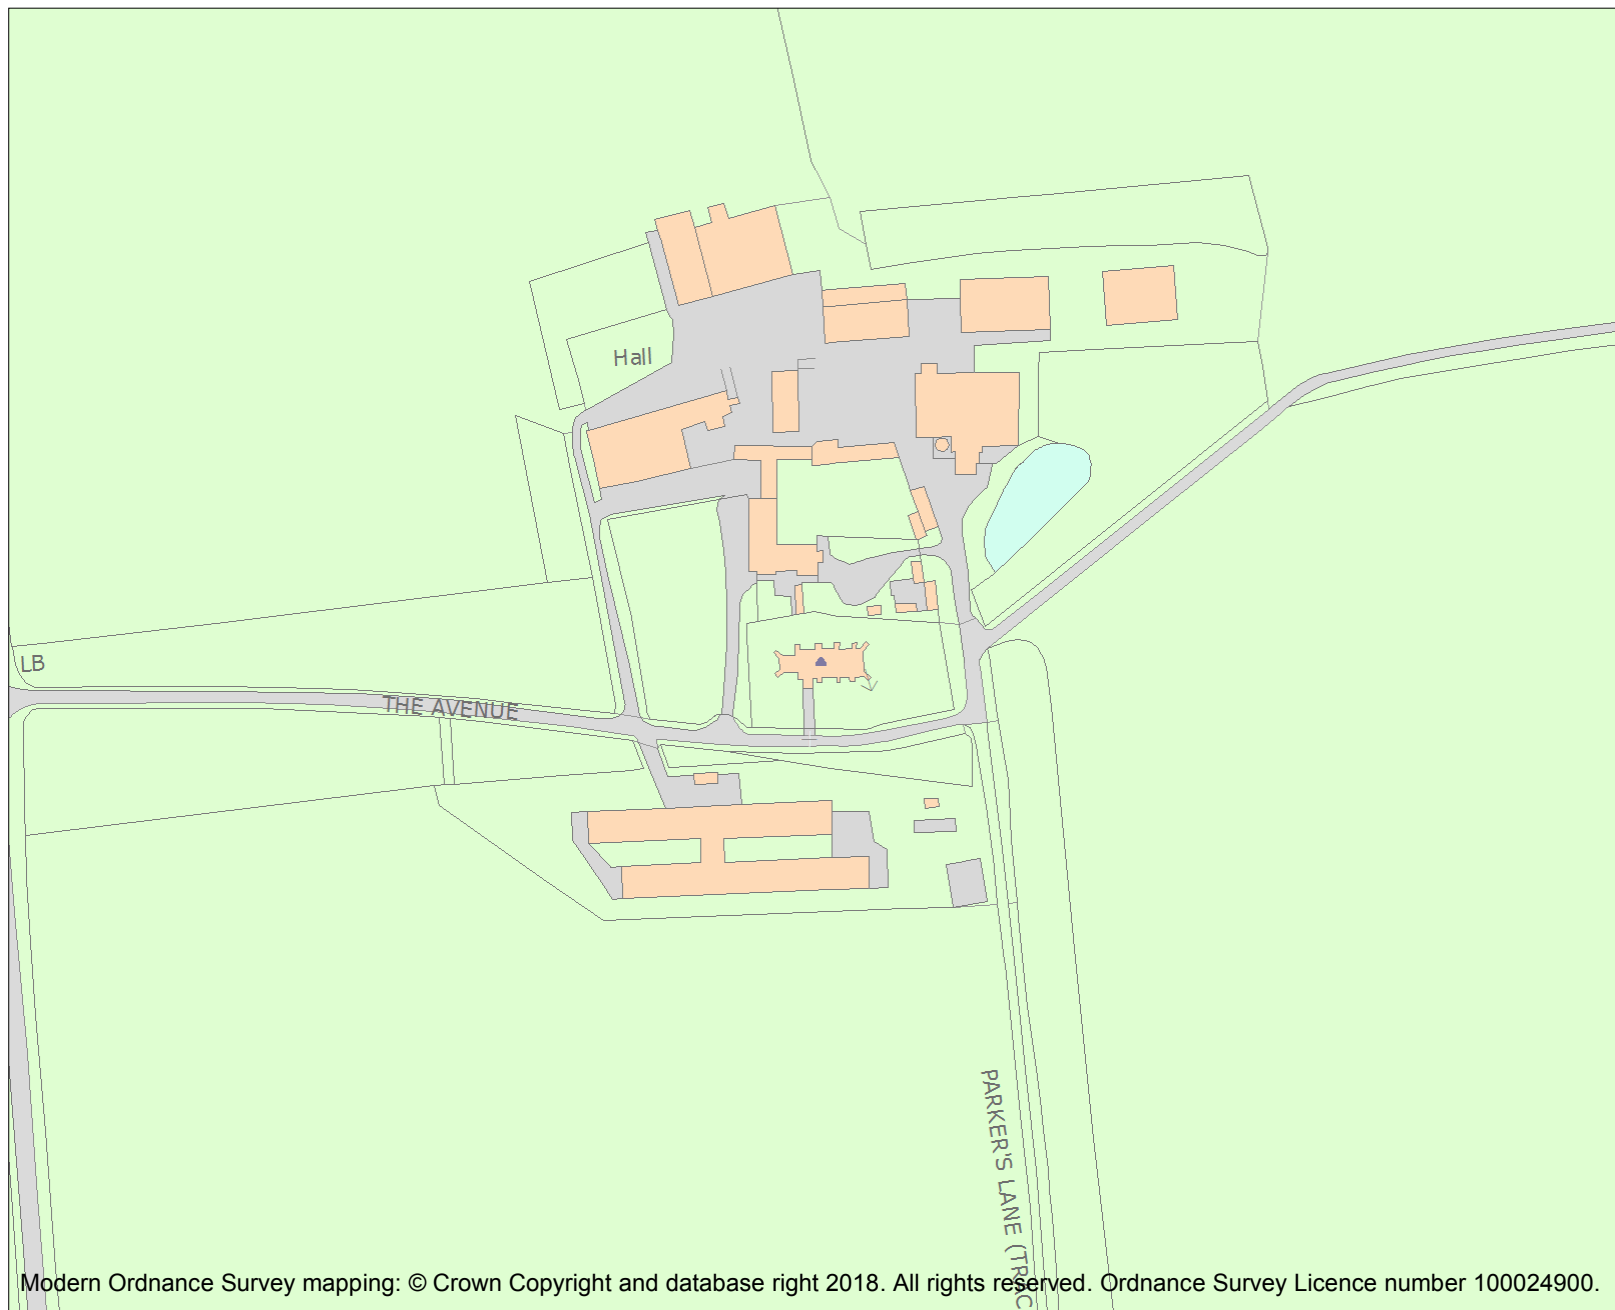 Hall
LB
THE AVENUE
PARKER'S LANE (TRAC
Modern Ordnance Survey mapping: © Crown Copyright and database right 2018. All rights reserved. Ordnance Survey Licence number 100024900.